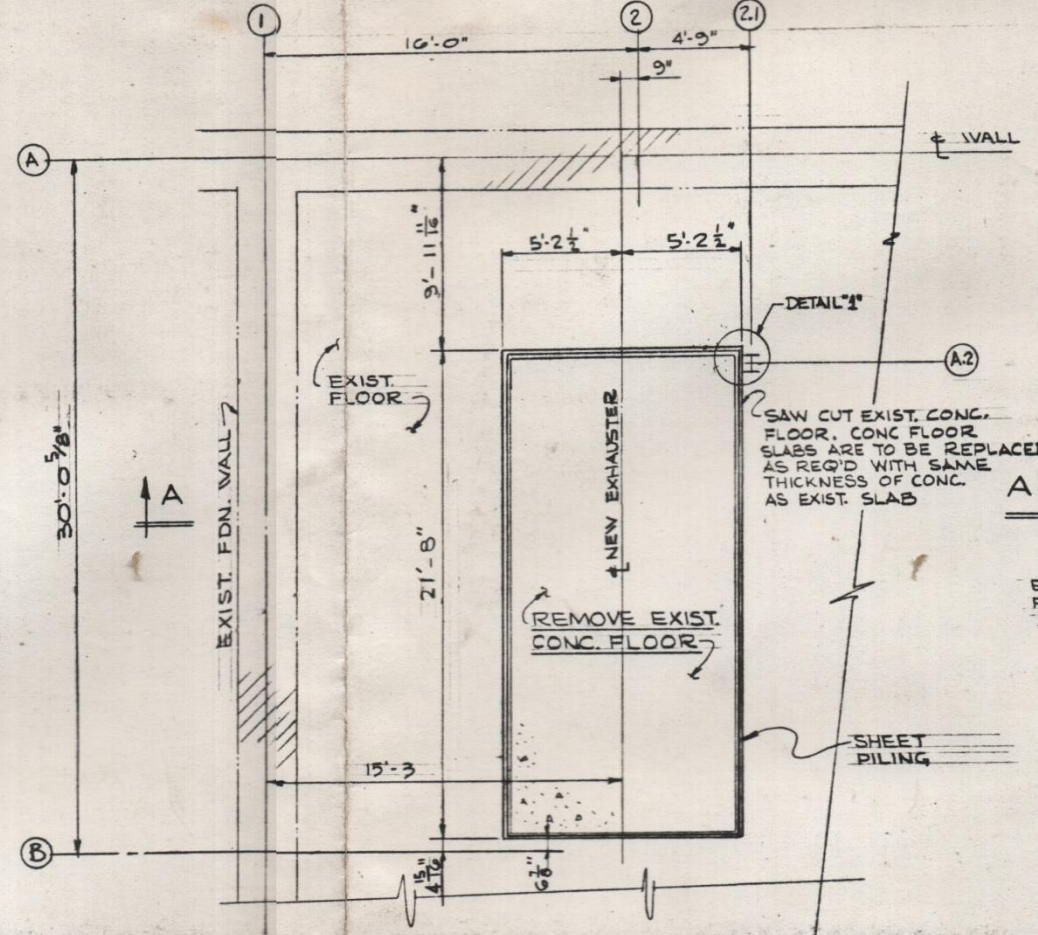 1
2
2.1
16'-0"
4'-9"
9"
A
℄ WALL
9'-11 11/16"
5'-2 1/2"
5'-2 1/2"
DETAIL "1"
A.2
EXIST.
FLOOR
SAW CUT EXIST. CONC.
FLOOR. CONC FLOOR
SLABS ARE TO BE REPLACED
AS REQ'D WITH SAME
THICKNESS OF CONC.
AS EXIST. SLAB
30'-0 5/8"
A
A
EXIST. FDN. WALL
21'-8"
℄ NEW EXHAUSTER
REMOVE EXIST.
CONC. FLOOR
SHEET
PILING
15'-3
B
4 15/16"
6 7/8"